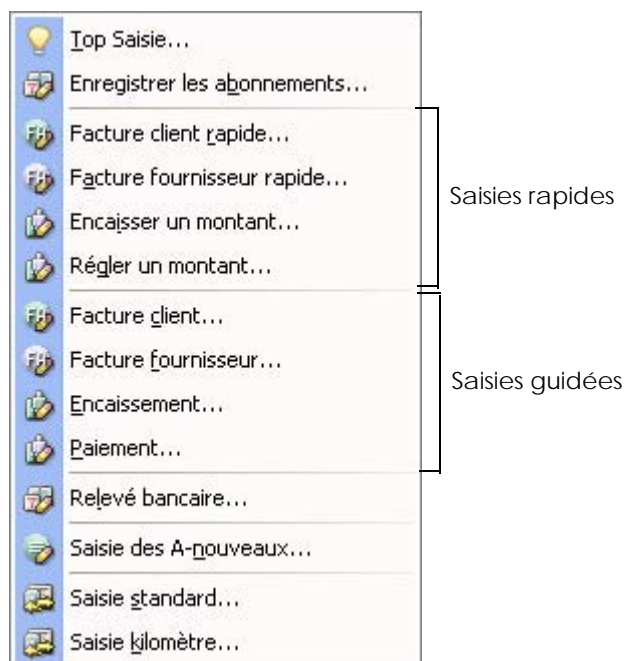 Top Saisie...
Enregistrer les abonnements...
Facture client rapide...
Facture fournisseur rapide...
Encaisser un montant...
Régler un montant...
Saisies rapides
Facture client...
Facture fournisseur...
Encaissement...
Paiement...
Saisies guidées
Relevé bancaire...
Saisie des A-nouveaux...
Saisie standard...
Saisie kilomètre...